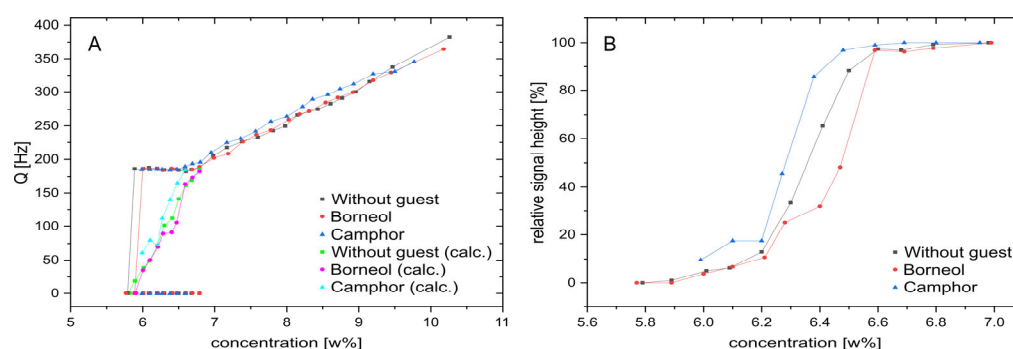 A
Q [Hz]
400
350
300
250
200
150
100
50
0
5
6
7
8
9
10
11
concentration [w%]
Without guest
Borneol
Camphor
Without guest (calc.)
Borneol (calc.)
Camphor (calc.)
B
relative signal height [%]
100
80
60
40
20
0
5.6
5.8
6.0
6.2
6.4
6.6
6.8
7.0
concentration [w%]
Without guest
Borneol
Camphor